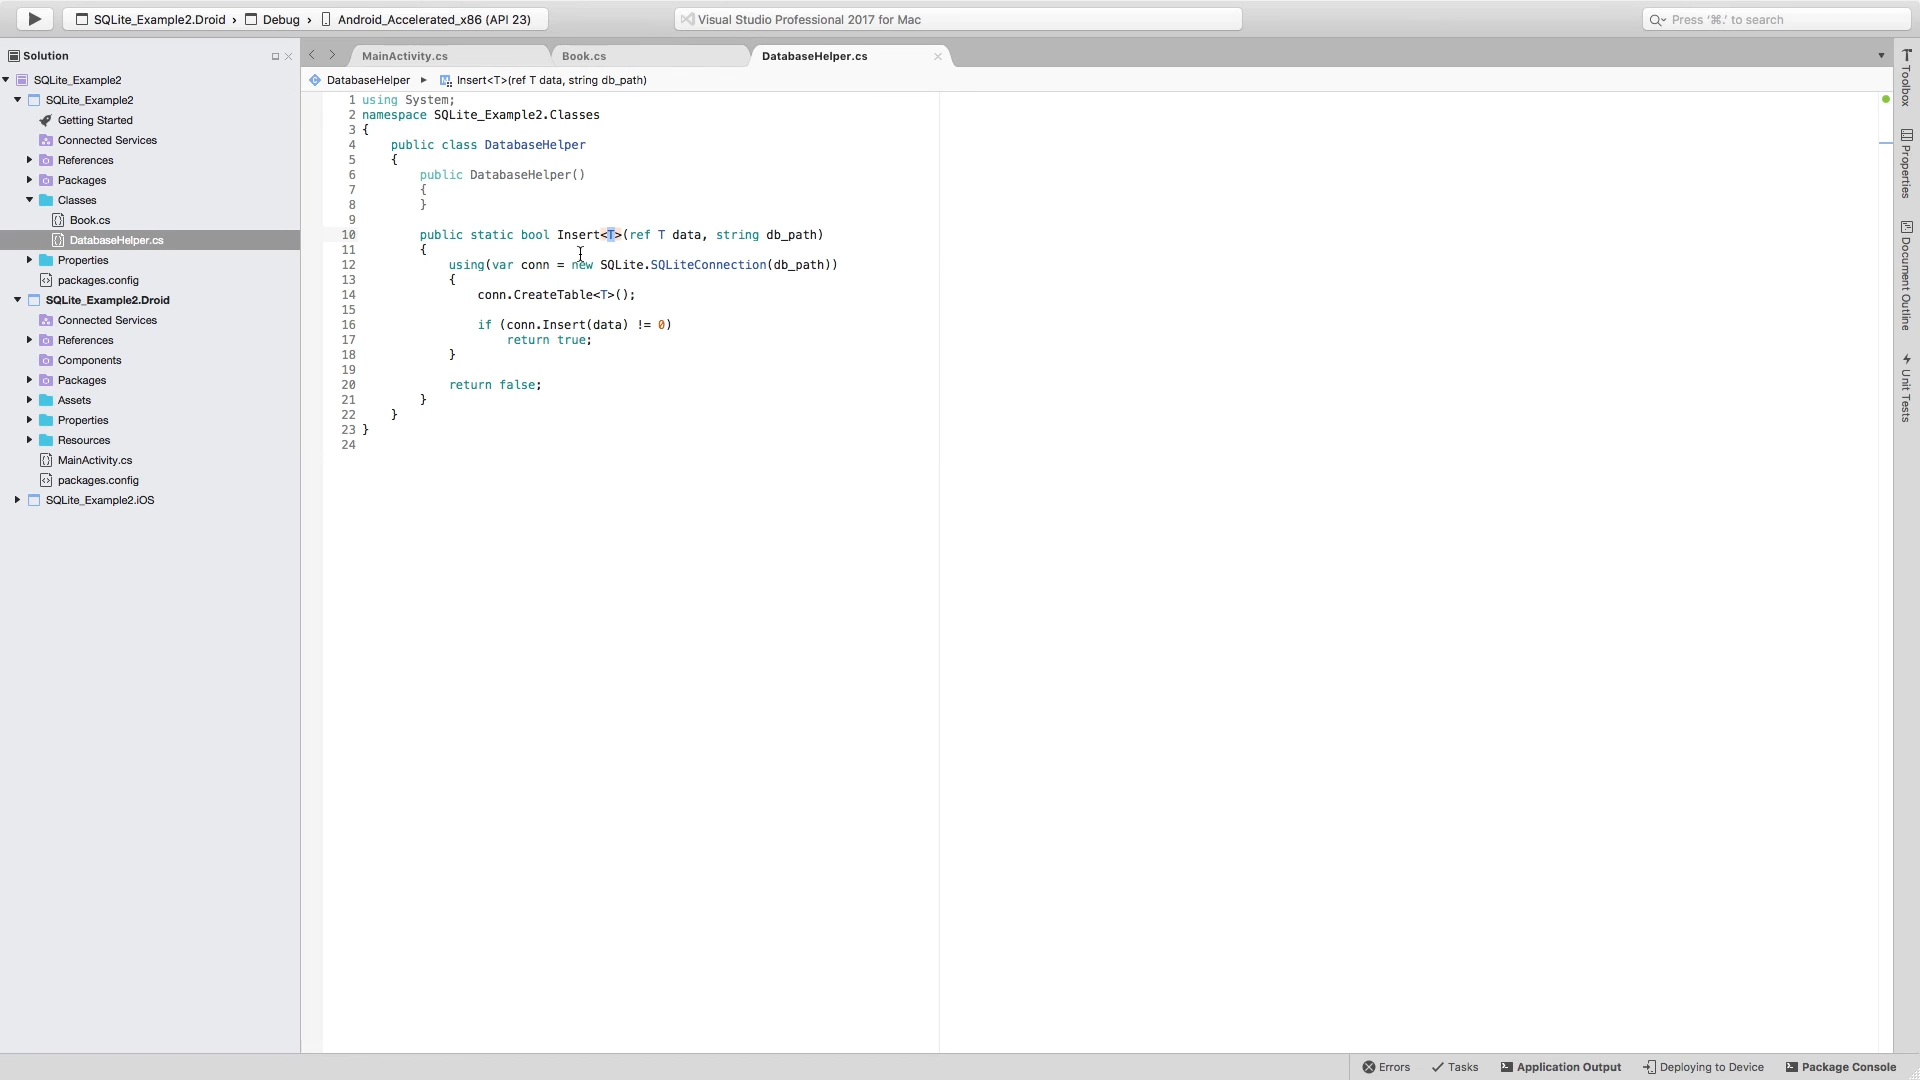 SQLite_Example2.Droid › Debug › Android_Accelerated_x86 (API 23)
Visual Studio Professional 2017 for Mac
Press '⌘.' to search
Solution
SQLite_Example2
SQLite_Example2
Getting Started
Connected Services
References
Packages
Classes
Book.cs
DatabaseHelper.cs
Properties
packages.config
SQLite_Example2.Droid
Connected Services
References
Components
Packages
Assets
Properties
Resources
MainActivity.cs
packages.config
SQLite_Example2.iOS
MainActivity.cs
Book.cs
DatabaseHelper.cs
DatabaseHelper ▸ Insert<T>(ref T data, string db_path)
1 using System;
2 namespace SQLite_Example2.Classes
3 {
4     public class DatabaseHelper
5     {
6         public DatabaseHelper()
7         {
8         }
9
10         public static bool Insert<T>(ref T data, string db_path)
11         {
12             using(var conn = new SQLite.SQLiteConnection(db_path))
13             {
14                 conn.CreateTable<T>();
15
16                 if (conn.Insert(data) != 0)
17                     return true;
18             }
19
20             return false;
21         }
22     }
23 }
24
Toolbox
Properties
Document Outline
Unit Tests
Errors
Tasks
Application Output
Deploying to Device
Package Console